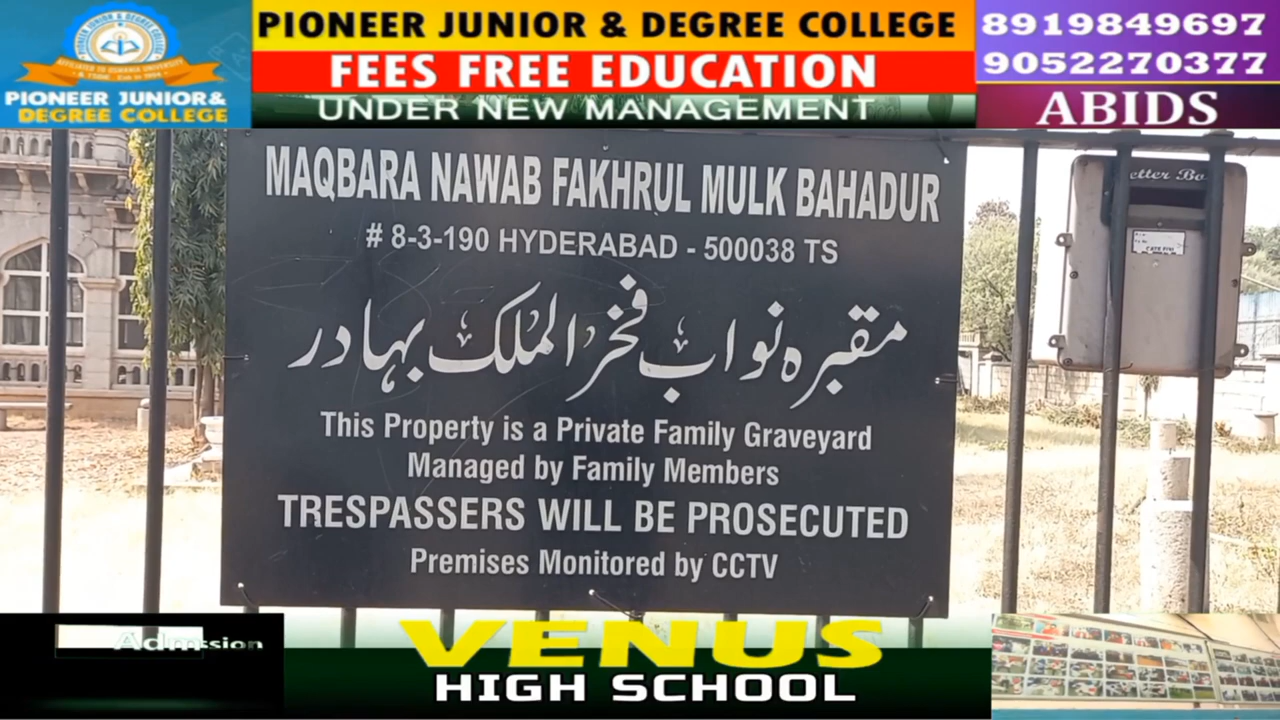 PIONEER JUNIOR & DEGREE COLLEGE
FEES FREE EDUCATION
UNDER NEW MANAGEMENT
8919849697
9052270377
ABIDS
PIONEER JUNIOR &
DEGREE COLLEGE
MAQBARA NAWAB FAKHRUL MULK BAHADUR
# 8-3-190 HYDERABAD - 500038 TS
مقبرہ نواب فخر الملک بہادر
This Property is a Private Family Graveyard
Managed by Family Members
TRESPASSERS WILL BE PROSECUTED
Premises Monitored by CCTV
etter Bo
Admission
VENUS
HIGH SCHOOL